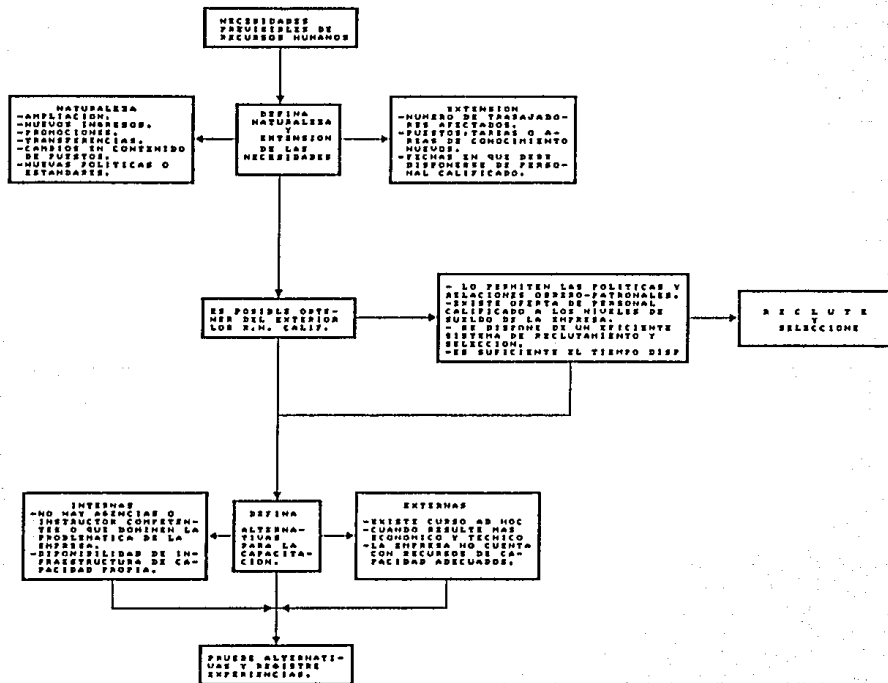 NECESIDADES
PREVISIBLES DE
RECURSOS HUMANOS
NATURALEZA
-AMPLIACION.
-NUEVOS INGRESOS.
-PROMOCIONES.
-TRANSFERENCIAS.
-CAMBIOS EN CONTENIDO
DE PUESTOS.
-NUEVAS POLITICAS O
ESTANDARES.
DEFINA
NATURALEZA
Y
EXTENSION
DE LAS
NECESIDADES
EXTENSION
-NUMERO DE TRABAJADO-
RES AFECTADOS.
-PUESTOS, TAREAS O A-
REAS DE CONOCIMIENTO
NUEVOS.
-FECHAS EN QUE DEBE
DISPONERSE DE PERSO-
NAL CALIFICADO.
ES POSIBLE OBTE-
NER DEL EXTERIOR
LOS R.H. CALIF.
- LO PERMITEN LAS POLITICAS Y
RELACIONES OBRERO-PATRONALES.
-EXISTE OFERTA DE PERSONAL
CALIFICADO A LOS NIVELES DE
SUELDO DE LA EMPRESA.
- SE DISPONE DE UN EFICIENTE
SISTEMA DE RECLUTAMIENTO Y
SELECCION.
-ES SUFICIENTE EL TIEMPO DISP
R E C L U T E
Y
SELECCIONE
INTERNAS
-NO HAY AGENCIAS O
INSTRUCTOR COMPETEN-
TES O QUE DOMINEN LA
PROBLEMATICA DE LA
EMPRESA.
-DISPONIBILIDAD DE IN-
FRAESTRUCTURA DE CA-
PACIDAD PROPIA.
DEFINA
ALTERNA-
TIVAS
PARA LA
CAPACITA-
CION.
EXTERNAS
-EXISTE CURSO AD HOC
-CUANDO RESULTE MAS
ECONOMICO Y TECNICO
-LA EMPRESA NO CUENTA
CON RECURSOS DE CA-
PACIDAD ADECUADOS.
PRUEBE ALTERNATI-
VAS Y REGISTRE
EXPERIENCIAS.